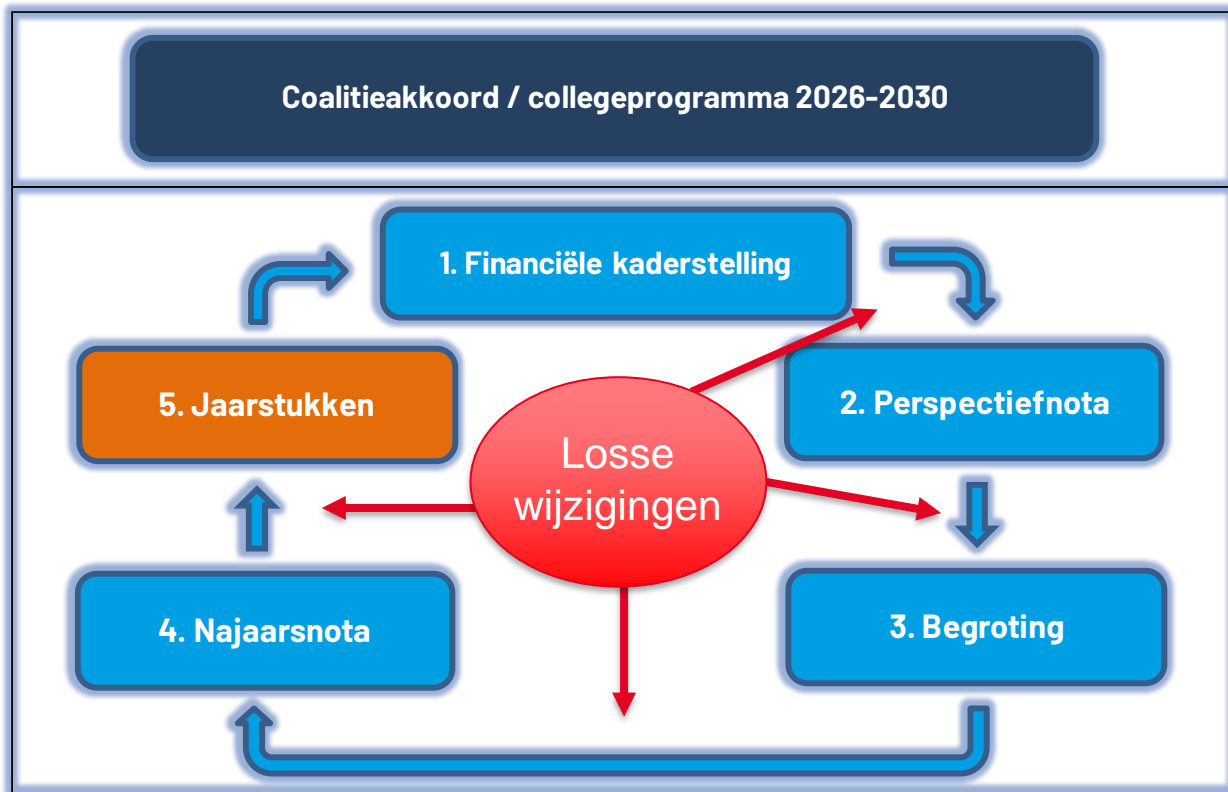 Coalitieakkoord / collegeprogramma 2026-2030
1. Financiële kaderstelling
5. Jaarstukken
2. Perspectiefnota
Losse
wijzigingen
4. Najaarsnota
3. Begroting